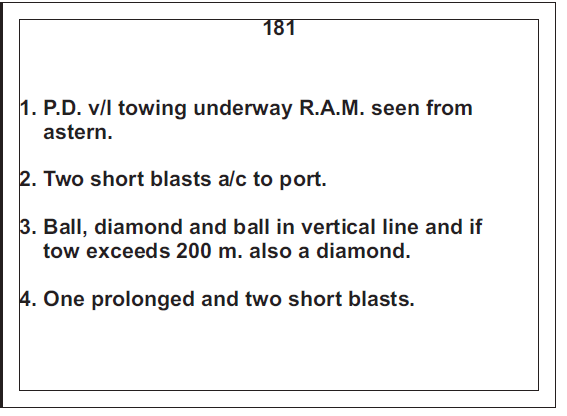 181
1. P.D. v/l towing underway R.A.M. seen from
astern.
2. Two short blasts a/c to port.
3. Ball, diamond and ball in vertical line and if
tow exceeds 200 m. also a diamond.
4. One prolonged and two short blasts.